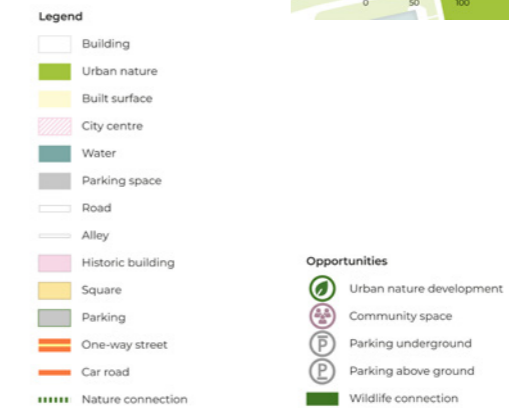 0 50 100
Legend
Building
Urban nature
Built surface
City centre
Water
Parking space
Road
Alley
Historic building
Square
Parking
One-way street
Car road
Nature connection
Opportunities
Urban nature development
Community space
P Parking underground
P Parking above ground
Wildlife connection